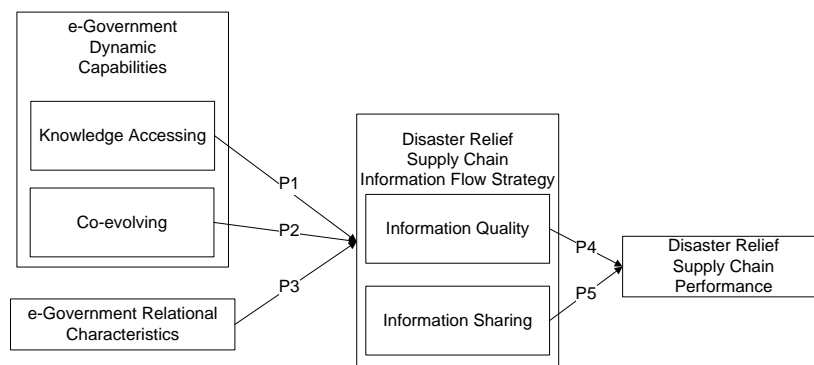 e-Government
Dynamic
Capabilities
Knowledge Accessing
Co-evolving
e-Government Relational
Characteristics
P1
P2
P3
Disaster Relief
Supply Chain
Information Flow Strategy
Information Quality
Information Sharing
P4
P5
Disaster Relief
Supply Chain
Performance